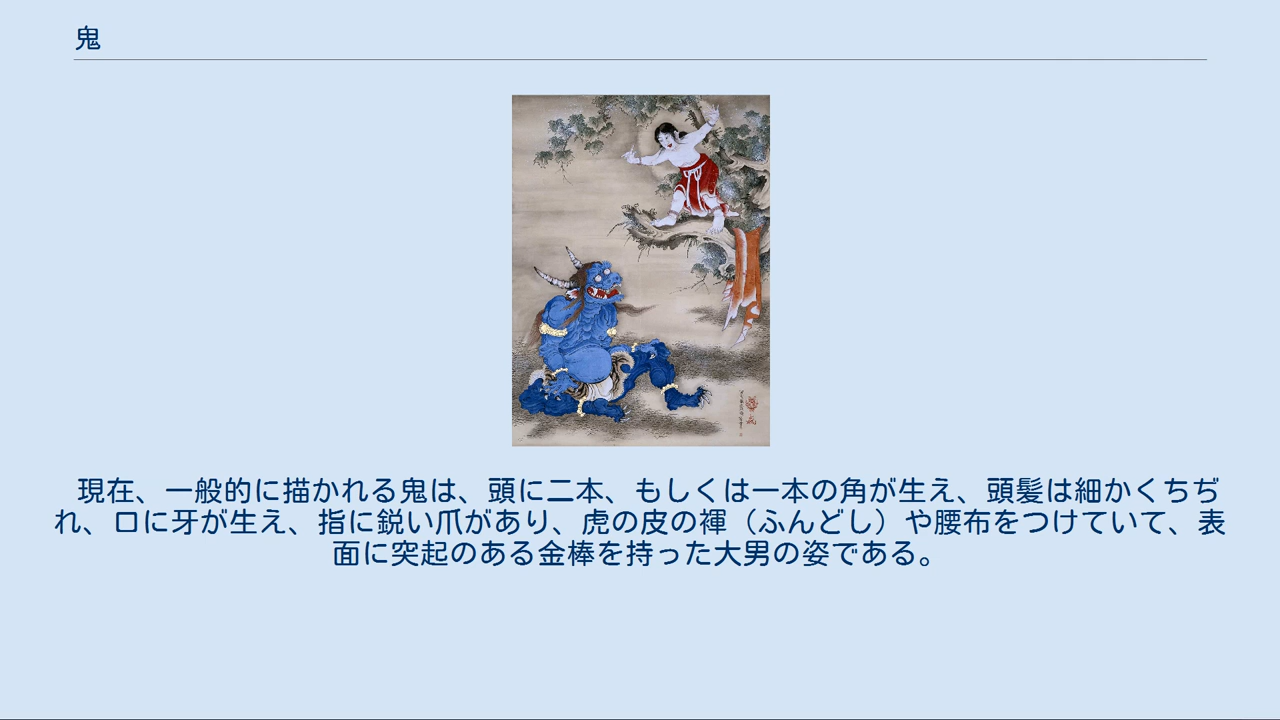 鬼
現在、一般的に描かれる鬼は、頭に二本、もしくは一本の角が生え、頭髪は細かくちぢ
れ、口に牙が生え、指に鋭い爪があり、虎の皮の褌（ふんどし）や腰布をつけていて、表
面に突起のある金棒を持った大男の姿である。